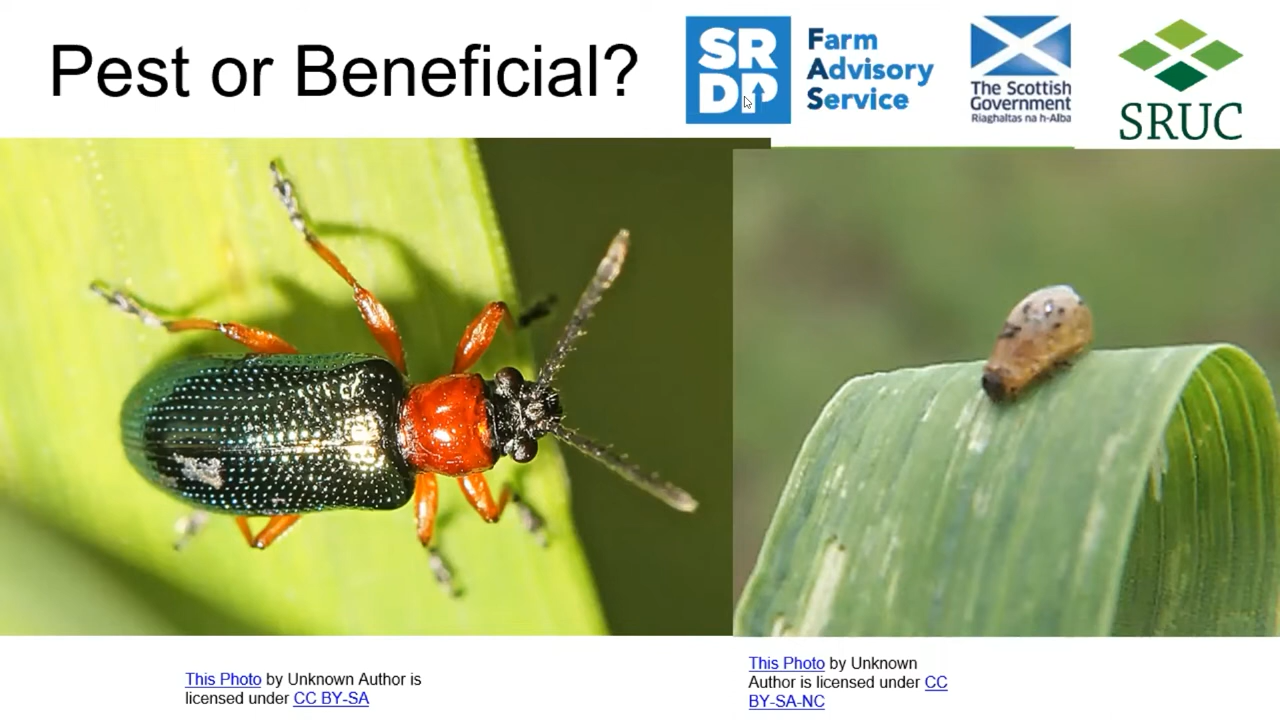 Pest or Beneficial?
SR
DP
Farm
Advisory
Service
The Scottish
Government
Riaghaltas na h-Alba
SRUC
This Photo by Unknown Author is
licensed under CC BY-SA
This Photo by Unknown
Author is licensed under CC
BY-SA-NC